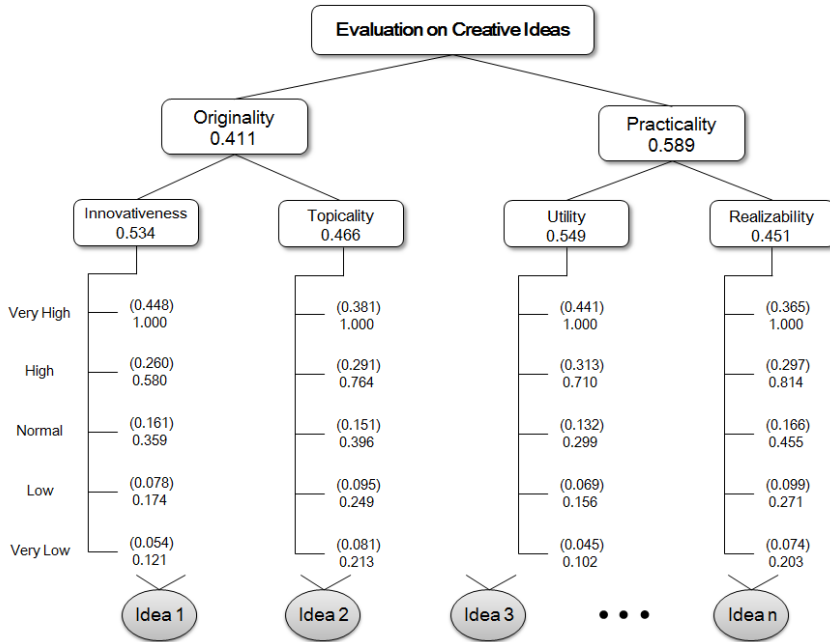 Evaluation on Creative Ideas
Originality
0.411
Practicality
0.589
Innovativeness
0.534
Topicality
0.466
Utility
0.549
Realizability
0.451
Very High
(0.448)
1.000
(0.381)
1.000
(0.441)
1.000
(0.365)
1.000
High
(0.260)
0.580
(0.291)
0.764
(0.313)
0.710
(0.297)
0.814
Normal
(0.161)
0.359
(0.151)
0.396
(0.132)
0.299
(0.166)
0.455
Low
(0.078)
0.174
(0.095)
0.249
(0.069)
0.156
(0.099)
0.271
Very Low
(0.054)
0.121
(0.081)
0.213
(0.045)
0.102
(0.074)
0.203
Idea 1
Idea 2
Idea 3
• • •
Idea n